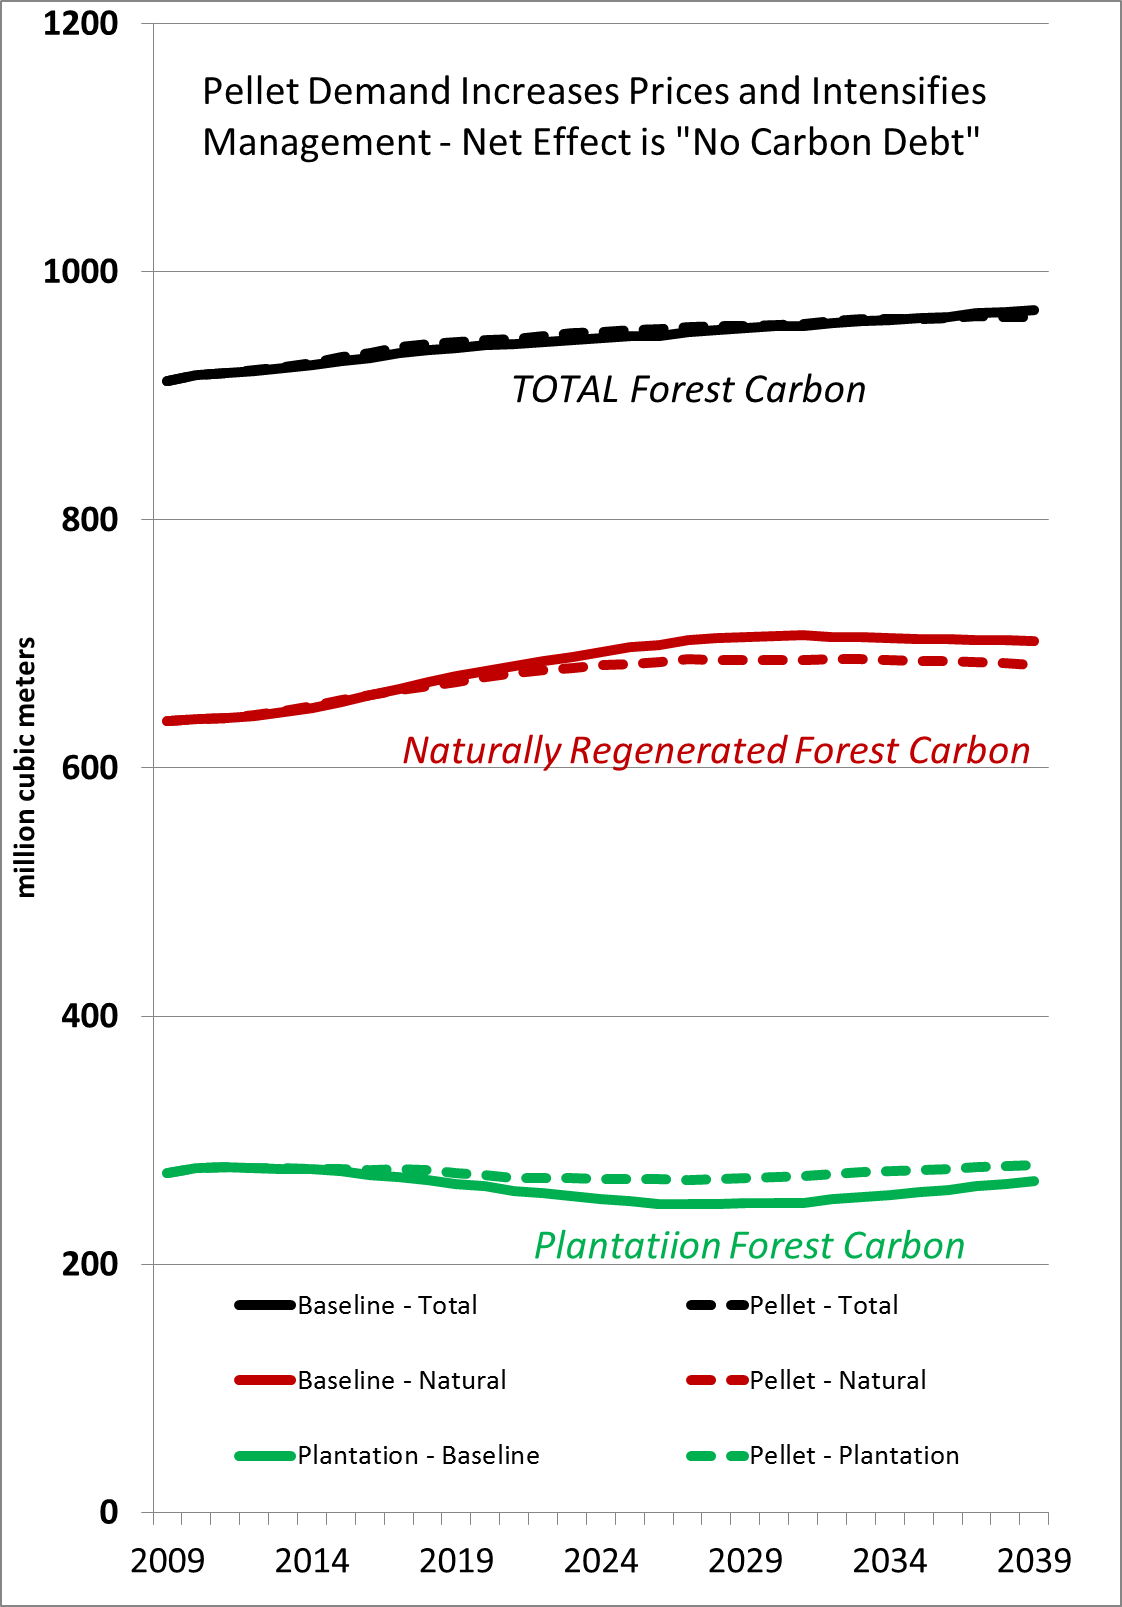 Pellet Demand Increases Prices and Intensifies
Management - Net Effect is "No Carbon Debt"
1200
1000
800
600
400
200
0
million cubic meters
TOTAL Forest Carbon
Naturally Regenerated Forest Carbon
Plantatiion Forest Carbon
Baseline - Total
Pellet - Total
Baseline - Natural
Pellet - Natural
Plantation - Baseline
Pellet - Plantation
2009 2014 2019 2024 2029 2034 2039